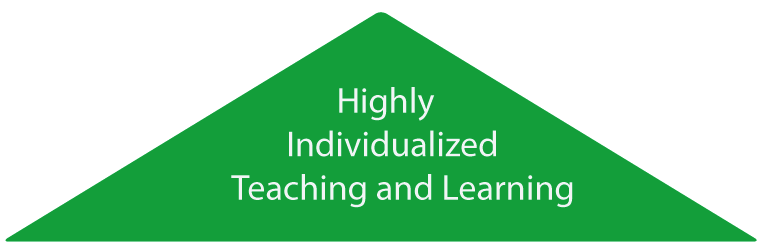 Highly
Individualized
Teaching and Learning